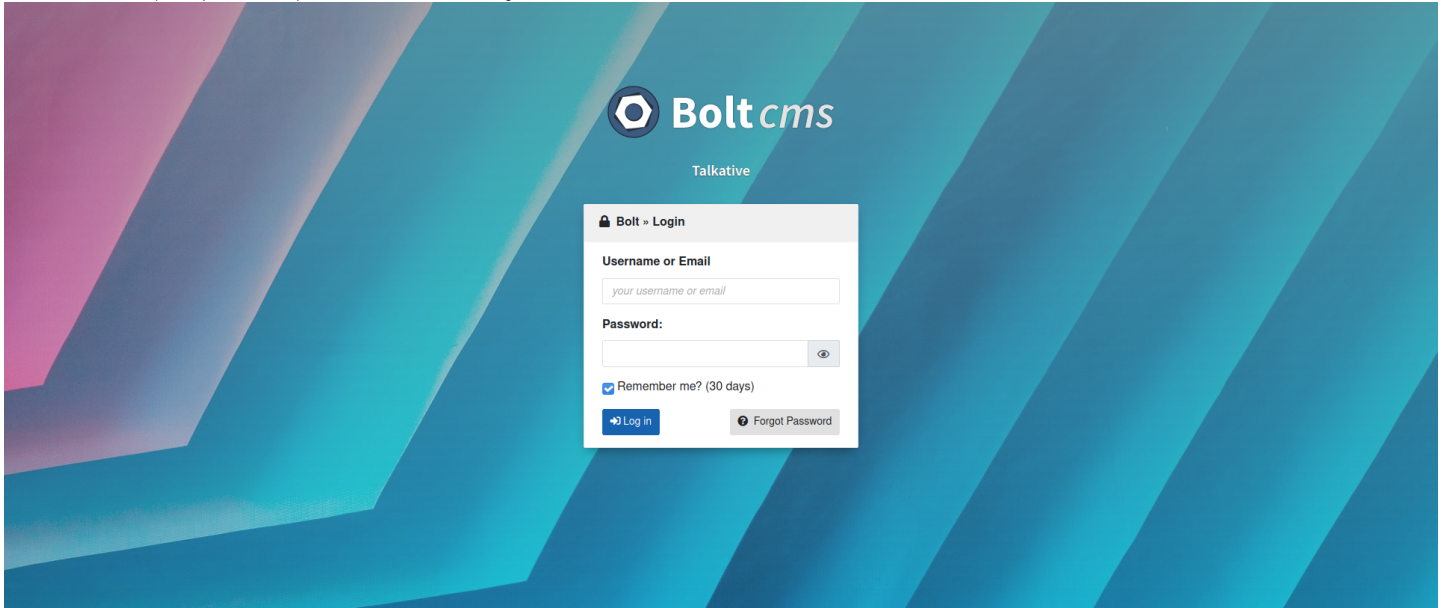 Bolt cms
Talkative
Bolt » Login
Username or Email
your username or email
Password:
Remember me? (30 days)
Log in
Forgot Password